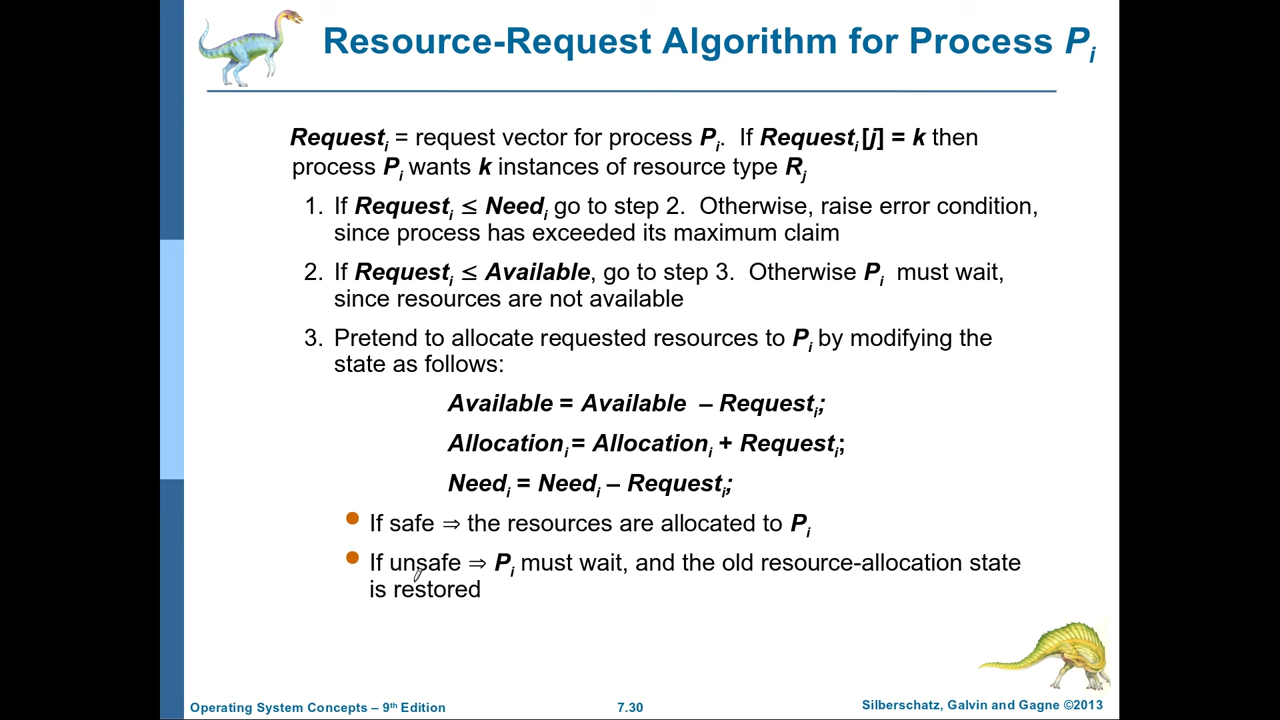 Resource-Request Algorithm for Process Pi
Requesti = request vector for process Pi. If Requesti [j] = k then
process Pi wants k instances of resource type Rj
1. If Requesti ≤ Needi go to step 2. Otherwise, raise error condition,
since process has exceeded its maximum claim
2. If Requesti ≤ Available, go to step 3. Otherwise Pi must wait,
since resources are not available
3. Pretend to allocate requested resources to Pi by modifying the
state as follows:
Available = Available – Requesti;
Allocationi = Allocationi + Requesti;
Needi = Needi – Requesti;
● If safe ⇒ the resources are allocated to Pi
● If unsafe ⇒ Pi must wait, and the old resource-allocation state
is restored
Operating System Concepts – 9th Edition
7.30
Silberschatz, Galvin and Gagne ©2013